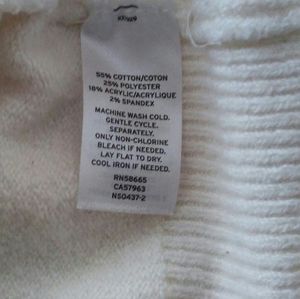 55% COTTON/COTON
25% POLYESTER
18% ACRYLIC/ACRYLIQUE
2% SPANDEX
MACHINE WASH COLD.
GENTLE CYCLE.
SEPARATELY.
ONLY NON-CHLORINE
BLEACH IF NEEDED.
LAY FLAT TO DRY.
COOL IRON IF NEEDED.
RN58665
CA57963
NS0437-2